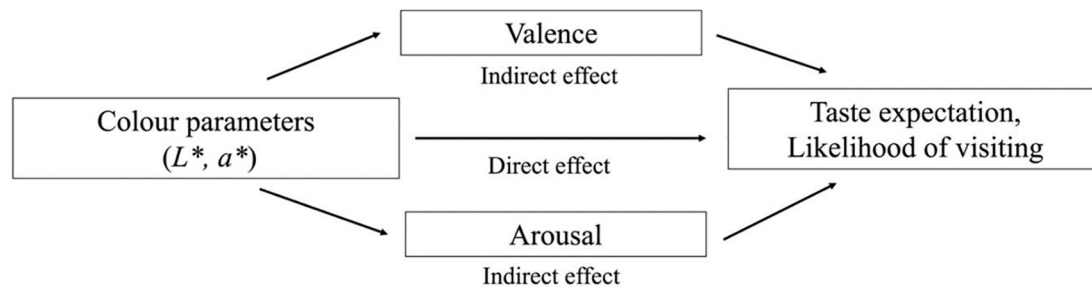 Valence
Indirect effect
Colour parameters
(L*, a*)
Direct effect
Taste expectation,
Likelihood of visiting
Arousal
Indirect effect